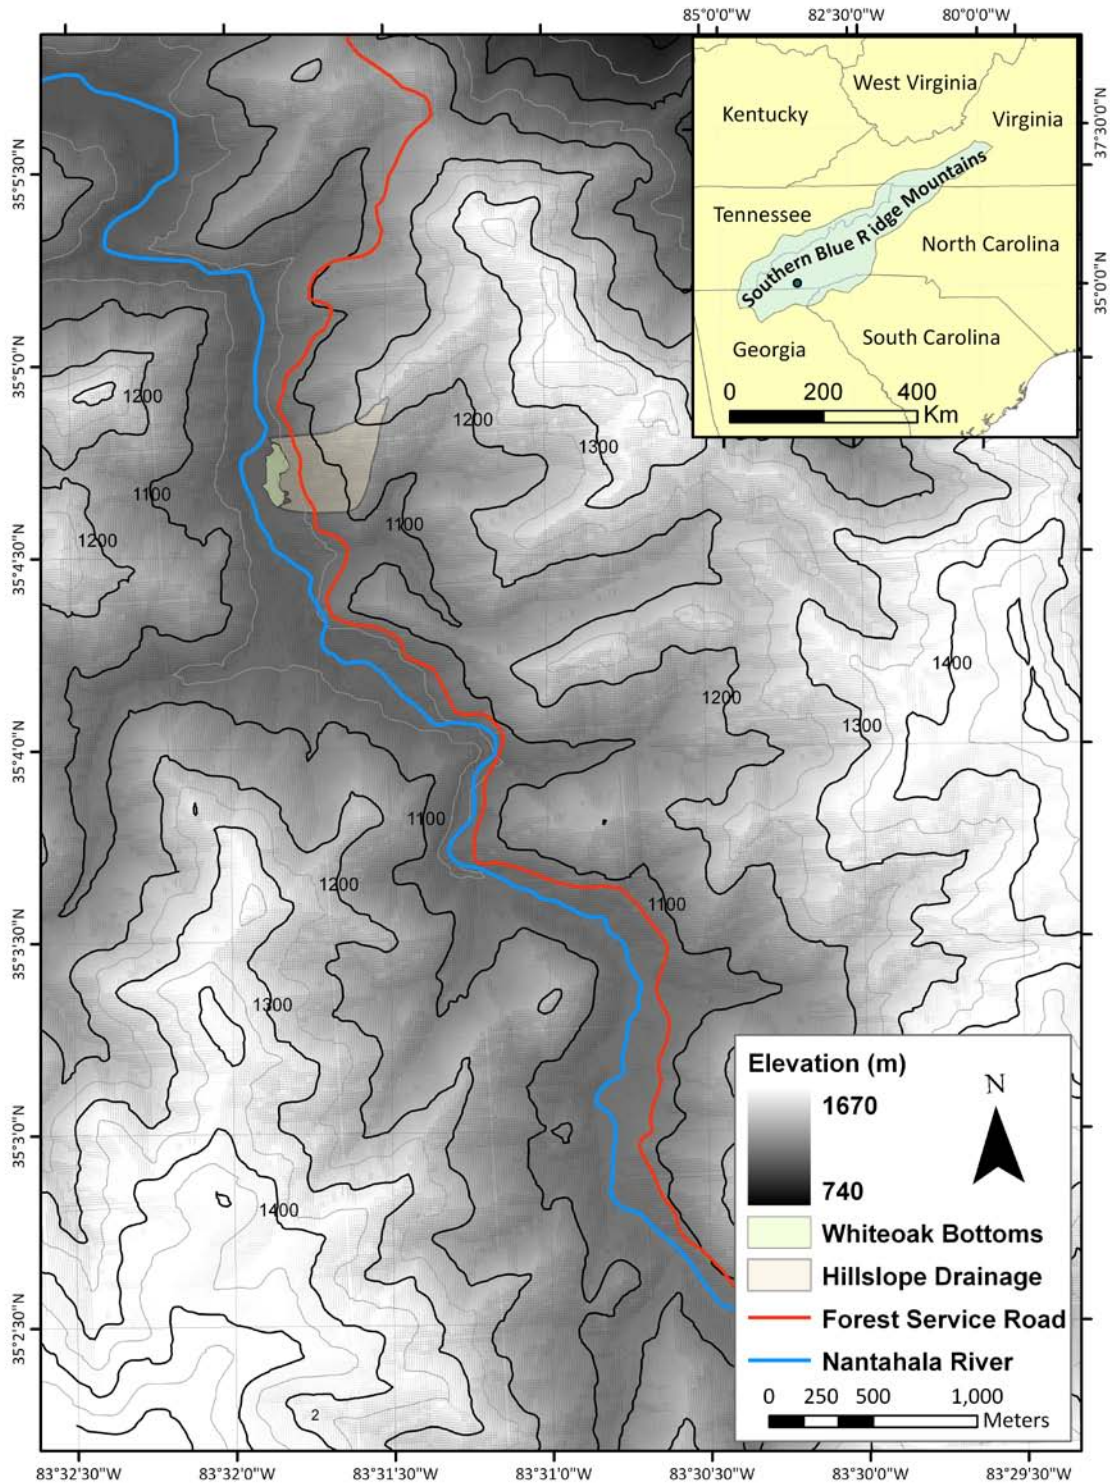 85°0'0"W 82°30'0"W 80°0'0"W
West Virginia
Kentucky
Virginia
37°30'0"N
35°5'30"N
Tennessee
Southern Blue Ridge Mountains
North Carolina
35°0'0"N
South Carolina
Georgia
0 200 400
Km
35°5'0"N
1200
1200
1300
1100
1100
1200
35°4'30"N
1400
1200
1300
35°4'0"N
1100
1200
1100
35°3'30"N
1300
Elevation (m)
1670
740
N
35°3'0"N
1400
Whiteoak Bottoms
Hillslope Drainage
Forest Service Road
Nantahala River
35°2'30"N
0 250 500 1,000
Meters
2
83°32'30"W 83°32'0"W 83°31'30"W 83°31'0"W 83°30'30"W 83°30'0"W 83°29'30"W